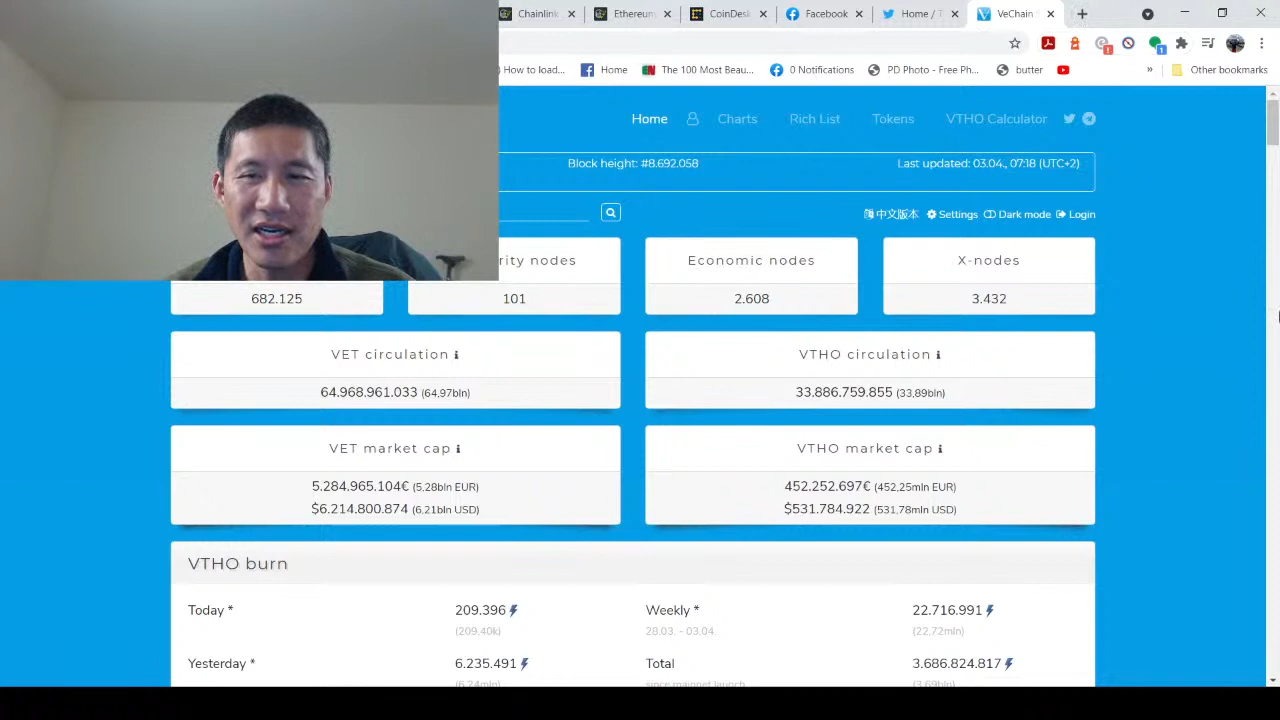 Chainlink
Ethereum
CoinDesk
Facebook
Home / T
VeChain
) How to load...
Home
The 100 Most Beau...
0 Notifications
PD Photo - Free Ph...
butter
»
Other bookmarks
Home
Charts
Rich List
Tokens
VTHO Calculator
Block height: #8.692.058
Last updated: 03.04., 07:18 (UTC+2)
中文版本 Settings Dark mode Login
rity nodes
Economic nodes
X-nodes
682.125
101
2.608
3.432
VET circulation
VTHO circulation
64.968.961.033 (64,97bln)
33.886.759.855 (33,89bln)
VET market cap
VTHO market cap
5.284.965.104€ (5,28bln EUR)
$6.214.800.874 (6,21bln USD)
452.252.697€ (452,25mln EUR)
$531.784.922 (531,78mln USD)
VTHO burn
Today *
209.396
(209,40k)
Weekly *
28.03. - 03.04.
22.716.991
(22,72mln)
Yesterday *
6.235.491
(6,24mln)
Total
since mainnet launch
3.686.824.817
(3,69bln)